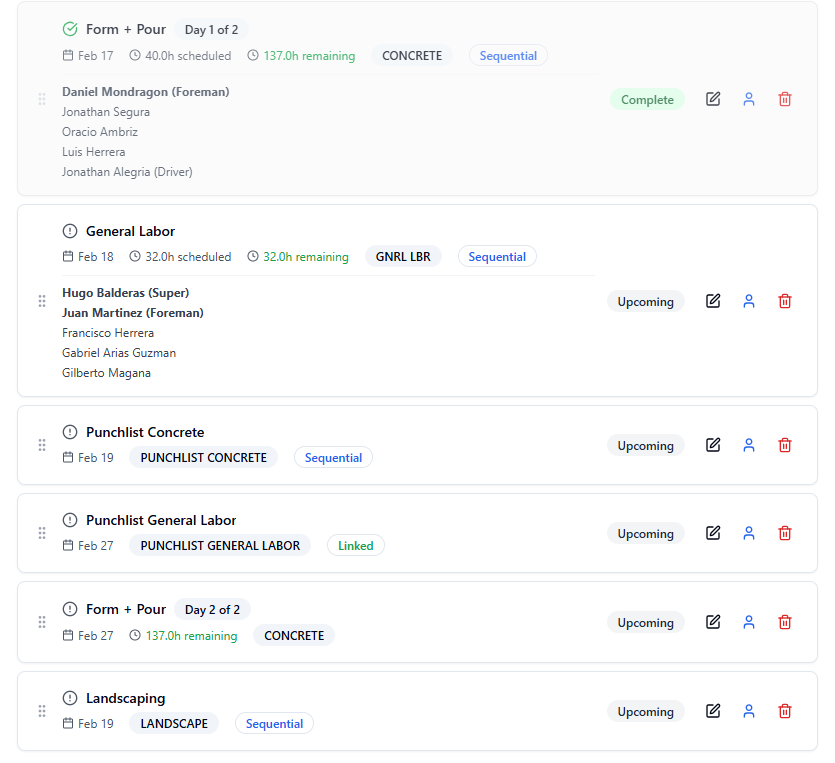 Form + Pour Day 1 of 2
Feb 17 40.0h scheduled 137.0h remaining CONCRETE Sequential
Daniel Mondragon (Foreman)
Jonathan Segura
Oracio Ambriz
Luis Herrera
Jonathan Alegria (Driver)
Complete
General Labor
Feb 18 32.0h scheduled 32.0h remaining GNRL LBR Sequential
Hugo Balderas (Super)
Juan Martinez (Foreman)
Francisco Herrera
Gabriel Arias Guzman
Gilberto Magana
Upcoming
Punchlist Concrete
Feb 19 PUNCHLIST CONCRETE Sequential
Upcoming
Punchlist General Labor
Feb 27 PUNCHLIST GENERAL LABOR Linked
Upcoming
Form + Pour Day 2 of 2
Feb 27 137.0h remaining CONCRETE
Upcoming
Landscaping
Feb 19 LANDSCAPE Sequential
Upcoming